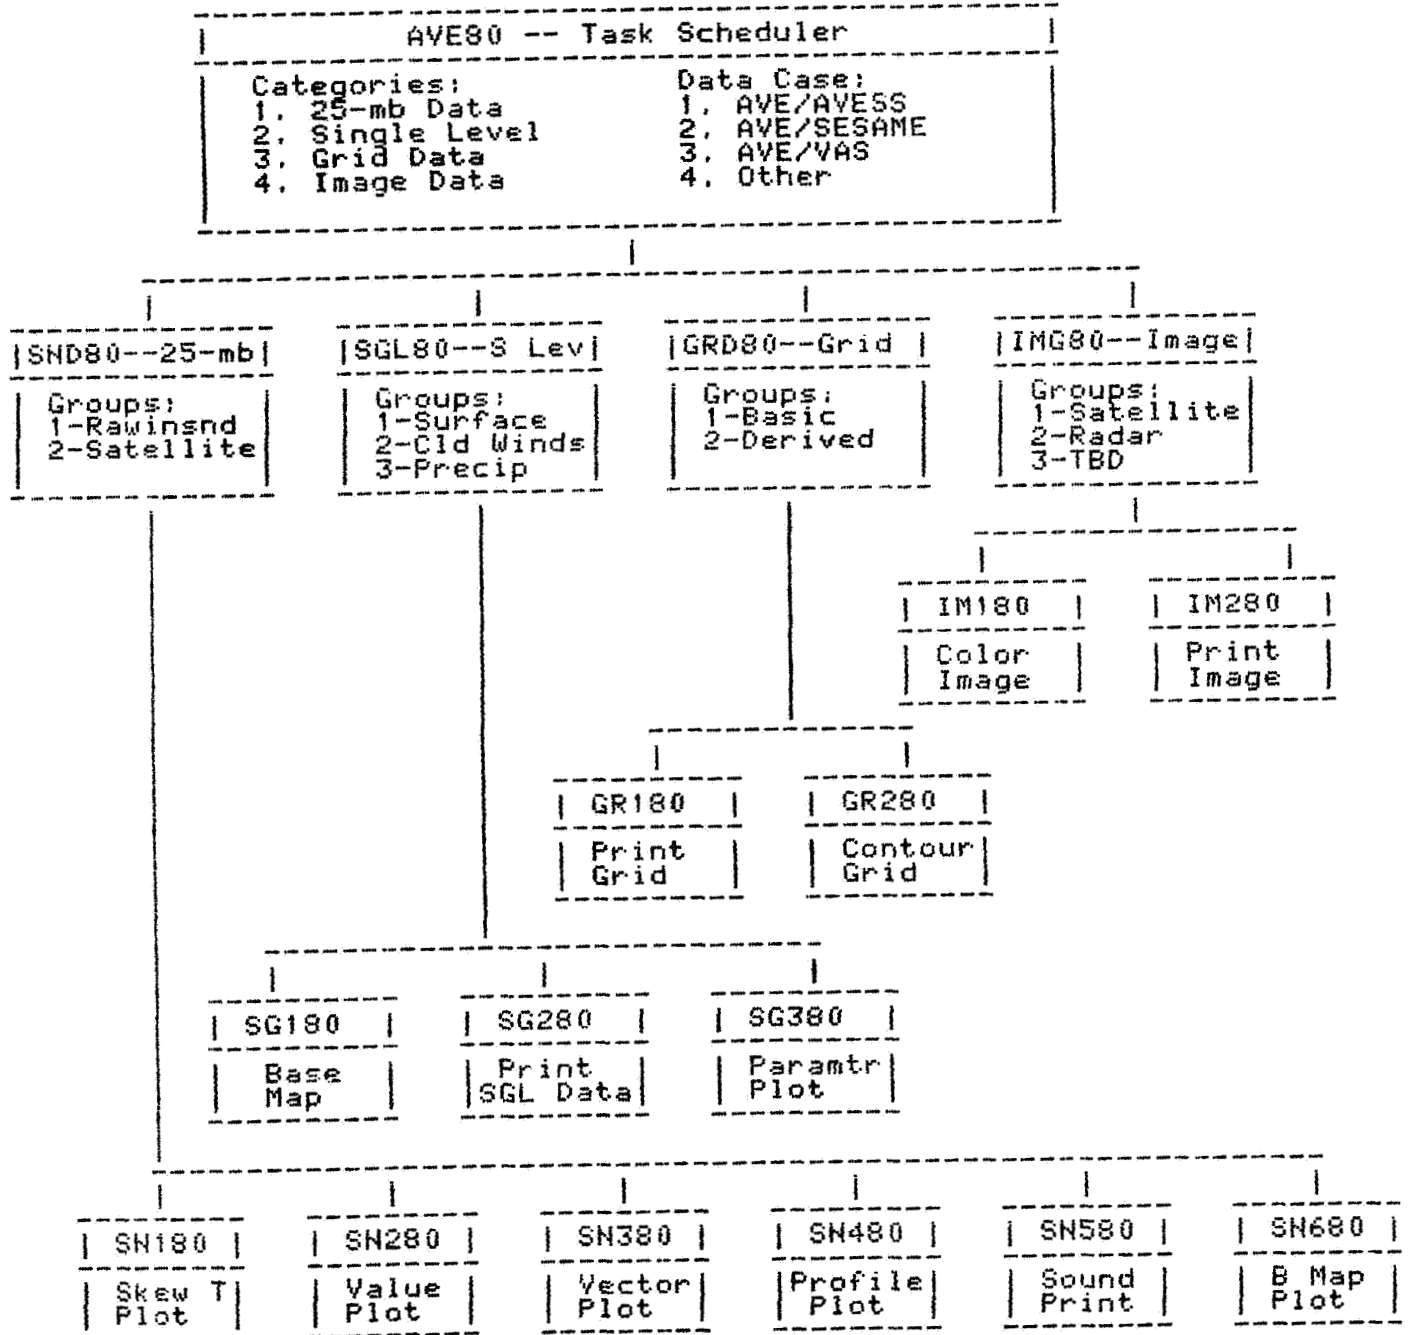 AVE80 -- Task Scheduler
Categories:
1. 25-mb Data
2. Single Level
3. Grid Data
4. Image Data
Data Case:
1. AVE/AVESS
2. AVE/SESAME
3. AVE/VAS
4. Other
SND80--25-mb
Groups:
1-Rawinsnd
2-Satellite
SGL80--S Lev
Groups:
1-Surface
2-Cld Winds
3-Precip
GRD80--Grid
Groups:
1-Basic
2-Derived
IMG80--Image
Groups:
1-Satellite
2-Radar
3-TBD
IM180
Color
Image
IM280
Print
Image
GR180
Print
Grid
GR280
Contour
Grid
SG180
Base
Map
SG280
Print
SGL Data
SG380
Paramtr
Plot
SN180
Skew T
Plot
SN280
Value
Plot
SN380
Vector
Plot
SN480
Profile
Plot
SN580
Sound
Print
SN680
B Map
Plot